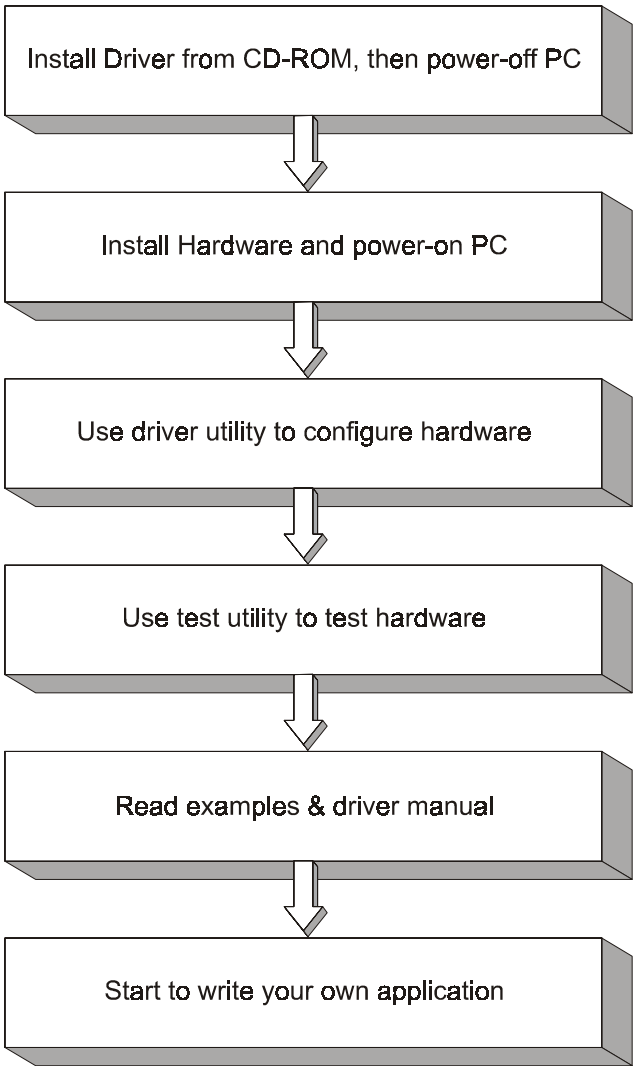 Install Driver from CD-ROM, then power-off PC
Install Hardware and power-on PC
Use driver utility to configure hardware
Use test utility to test hardware
Read examples & driver manual
Start to write your own application